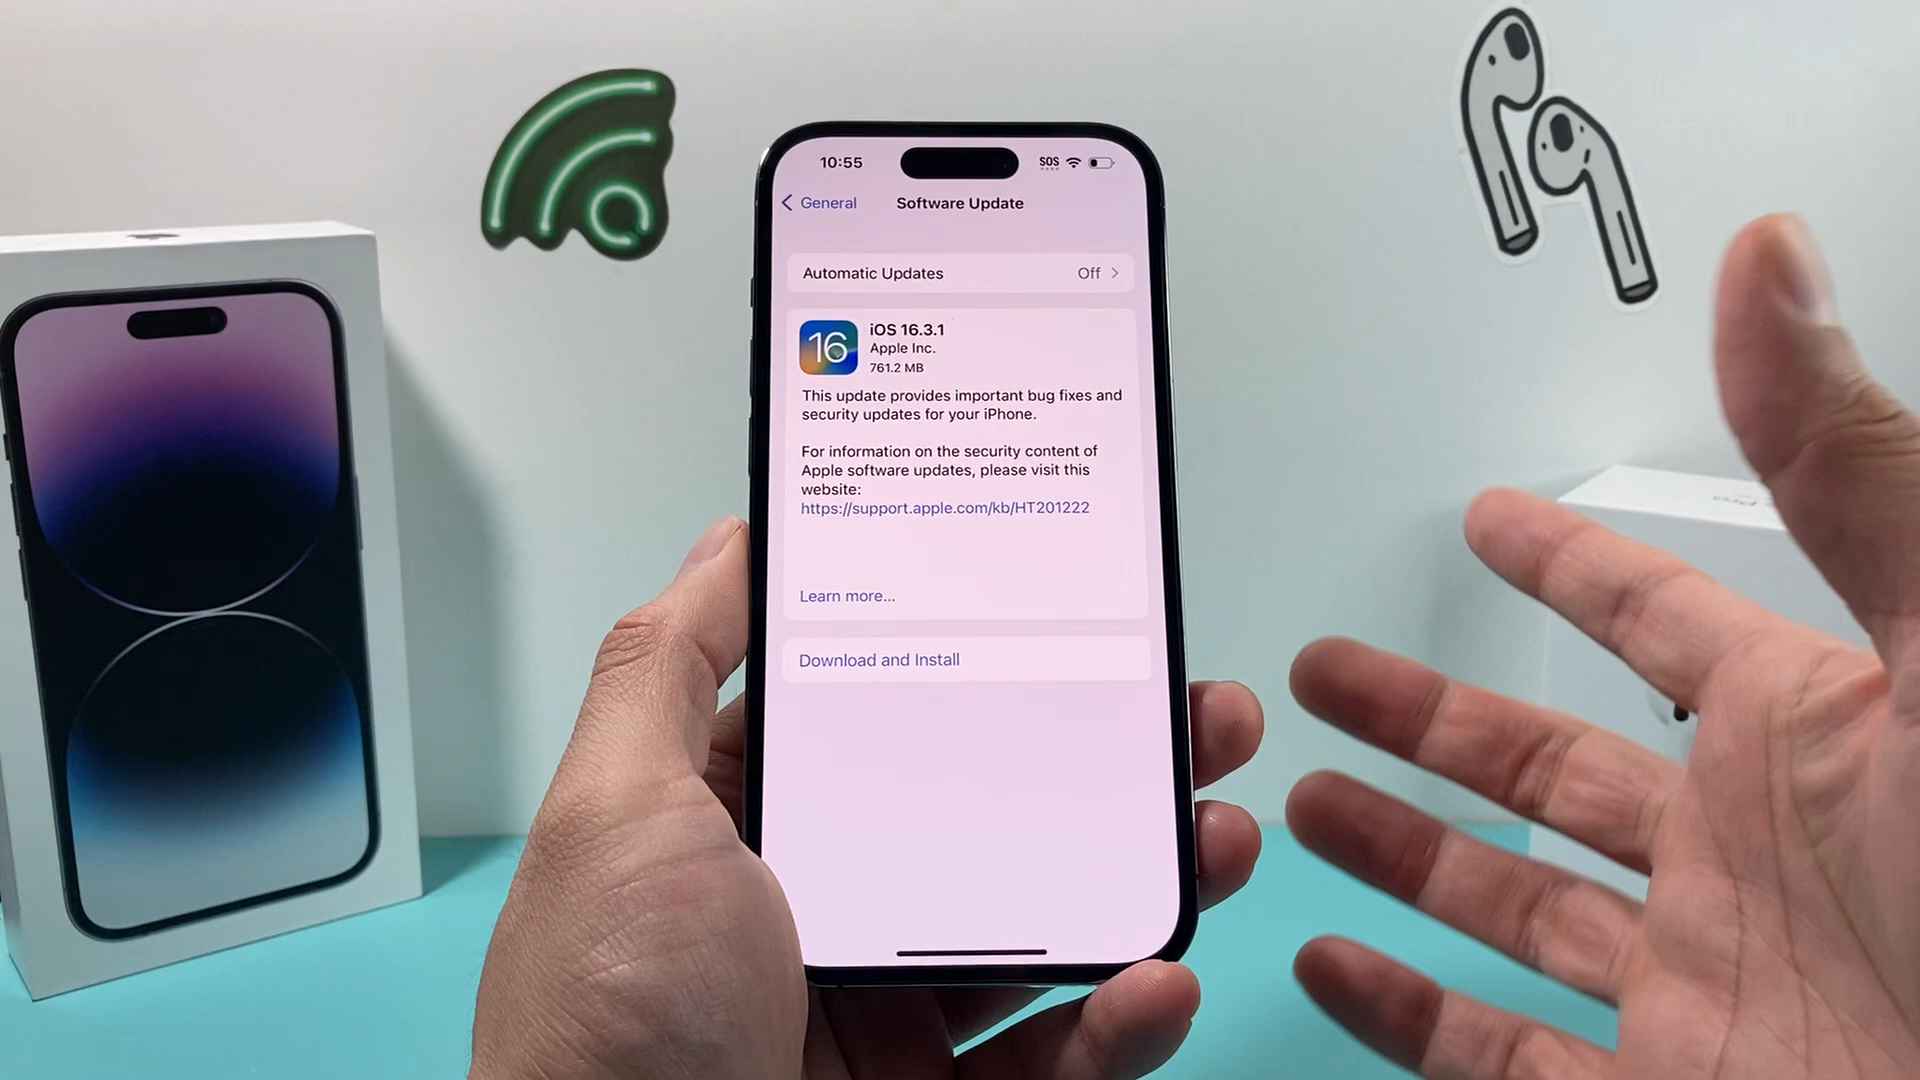 10:55
SOS
General
Software Update
Automatic Updates
Off
16
iOS 16.3.1
Apple Inc.
761.2 MB
This update provides important bug fixes and
security updates for your iPhone.
For information on the security content of
Apple software updates, please visit this
website:
https://support.apple.com/kb/HT201222
Learn more...
Download and Install